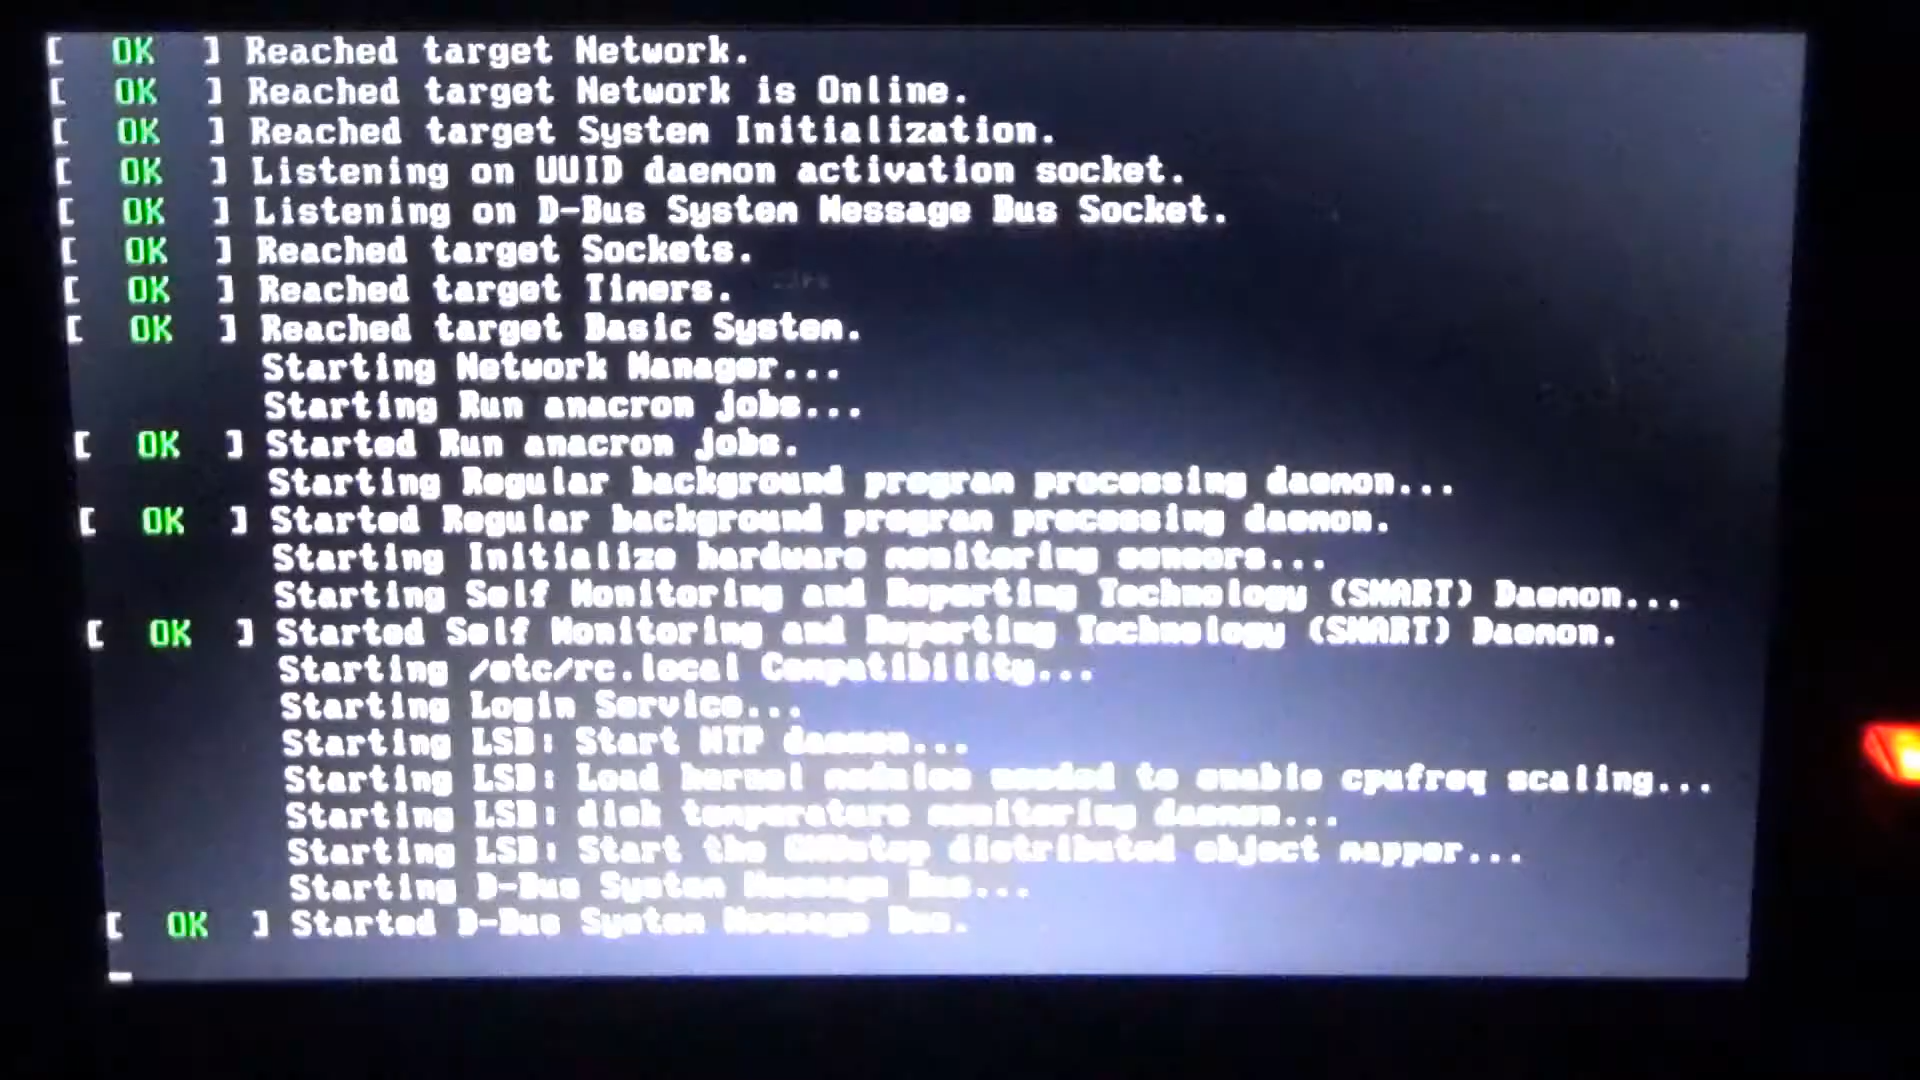 [ OK ] Reached target Network.
[ OK ] Reached target Network is Online.
[ OK ] Reached target System Initialization.
[ OK ] Listening on UUID daemon activation socket.
[ OK ] Listening on D-Bus System Message Bus Socket.
[ OK ] Reached target Sockets.
[ OK ] Reached target Timers.
[ OK ] Reached target Basic System.
Starting Network Manager...
Starting Run anacron jobs...
[ OK ] Started Run anacron jobs.
Starting Regular background program processing daemon...
[ OK ] Started Regular background program processing daemon.
Starting Initialize hardware monitoring sensors...
Starting Self Monitoring and Reporting Technology (SMART) Daemon...
[ OK ] Started Self Monitoring and Reporting Technology (SMART) Daemon.
Starting /etc/rc.local Compatibility...
Starting Login Service...
Starting LSB: Start NTP daemon...
Starting LSB: Load kernel modules needed to enable cpufreq scaling...
Starting LSB: disk temperature monitoring daemon...
Starting LSB: Start the GNUstep distributed object mapper...
Starting D-Bus System Message Bus...
[ OK ] Started D-Bus System Message Bus.